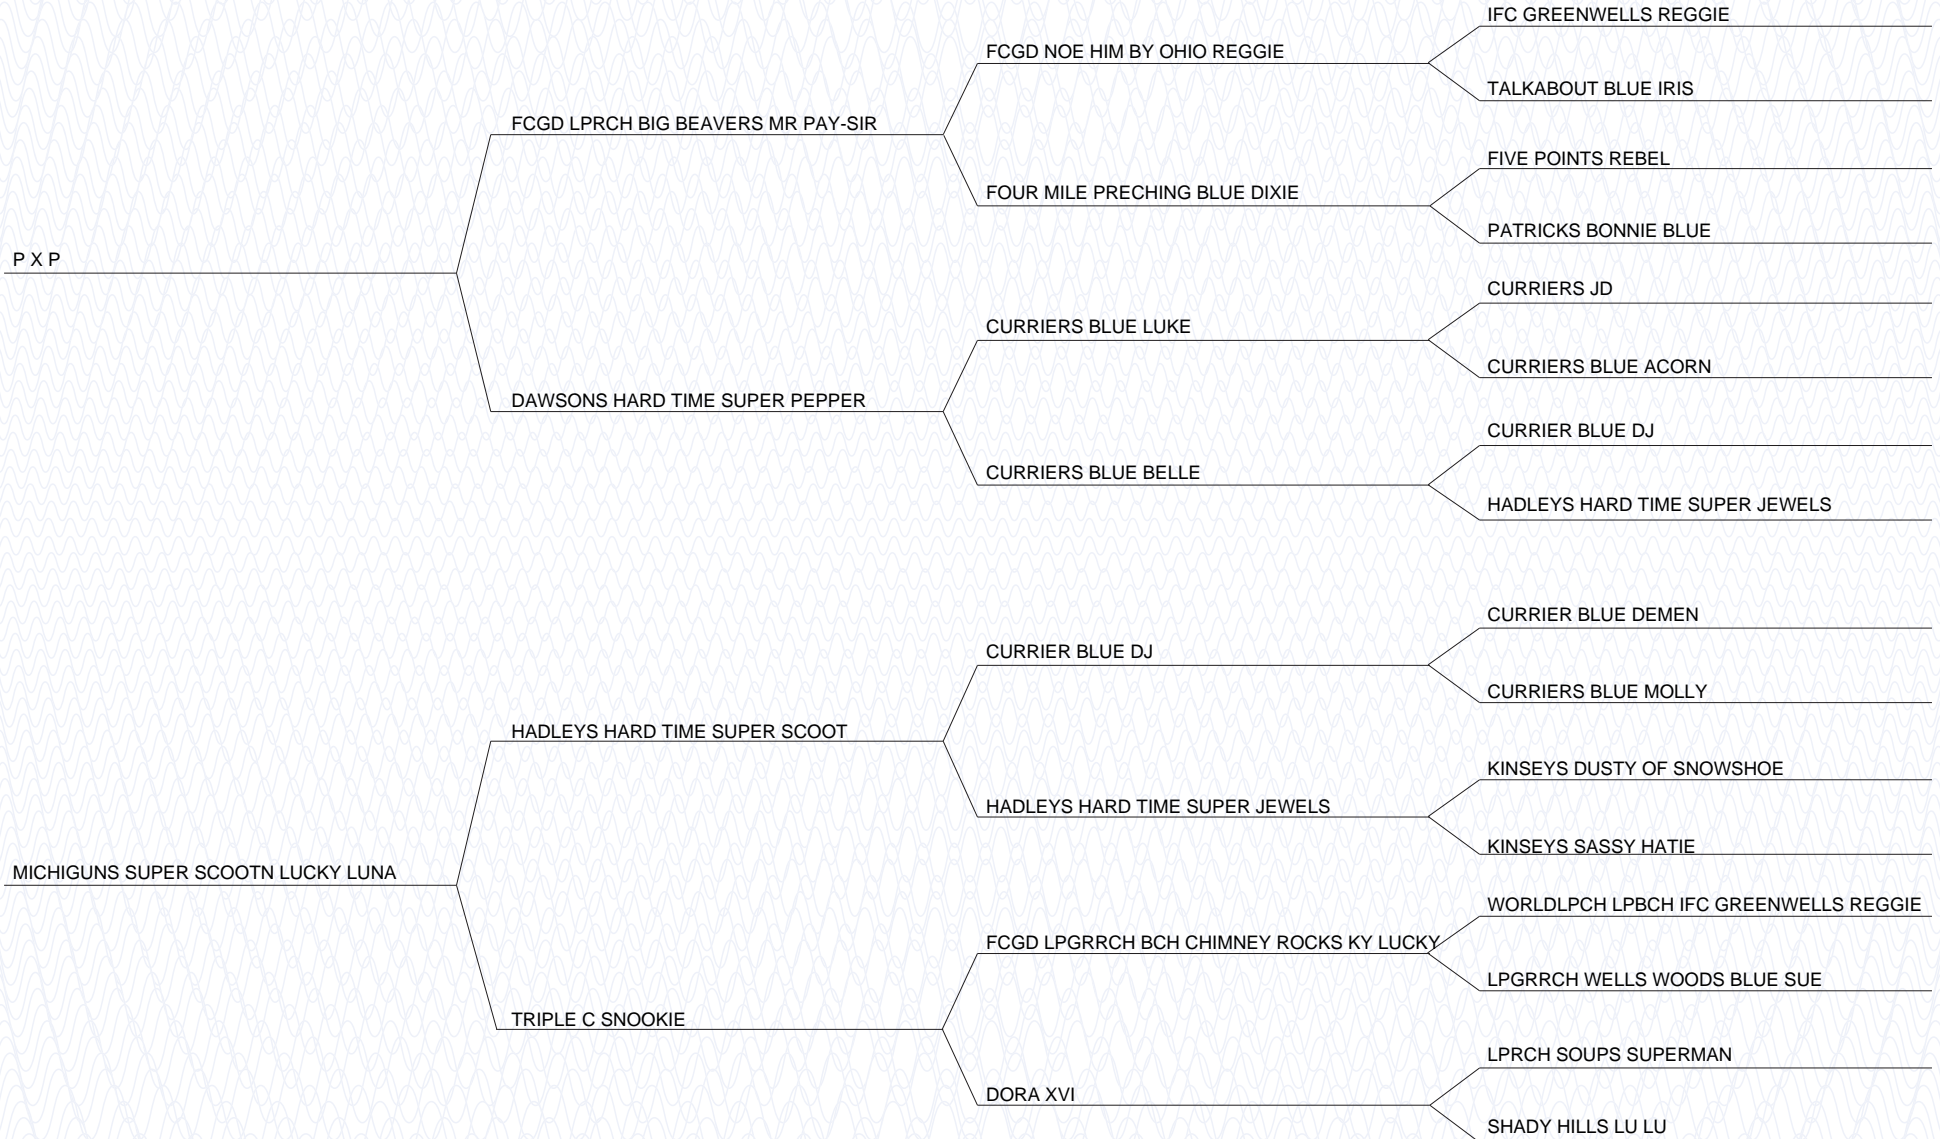 IFC GREENWELLS REGGIE
FCGD NOE HIM BY OHIO REGGIE
TALKABOUT BLUE IRIS
FCGD LPRCH BIG BEAVERS MR PAY-SIR
FIVE POINTS REBEL
FOUR MILE PRECHING BLUE DIXIE
PATRICKS BONNIE BLUE
P X P
CURRIERS JD
CURRIERS BLUE LUKE
CURRIERS BLUE ACORN
DAWSONS HARD TIME SUPER PEPPER
CURRIER BLUE DJ
CURRIERS BLUE BELLE
HADLEYS HARD TIME SUPER JEWELS
CURRIER BLUE DEMEN
CURRIER BLUE DJ
CURRIERS BLUE MOLLY
HADLEYS HARD TIME SUPER SCOOT
KINSEYS DUSTY OF SNOWSHOE
HADLEYS HARD TIME SUPER JEWELS
KINSEYS SASSY HATIE
MICHIGUNS SUPER SCOOTN LUCKY LUNA
WORLDLPCH LPBCH IFC GREENWELLS REGGIE
FCGD LPGRRCH BCH CHIMNEY ROCKS KY LUCKY
LPGRRCH WELLS WOODS BLUE SUE
TRIPLE C SNOOKIE
LPRCH SOUPS SUPERMAN
DORA XVI
SHADY HILLS LU LU